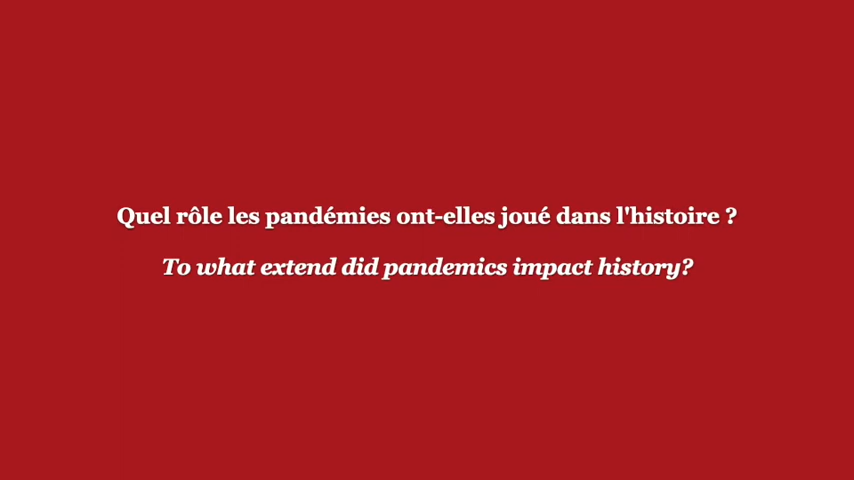 Quel rôle les pandémies ont-elles joué dans l'histoire ?
To what extend did pandemics impact history?